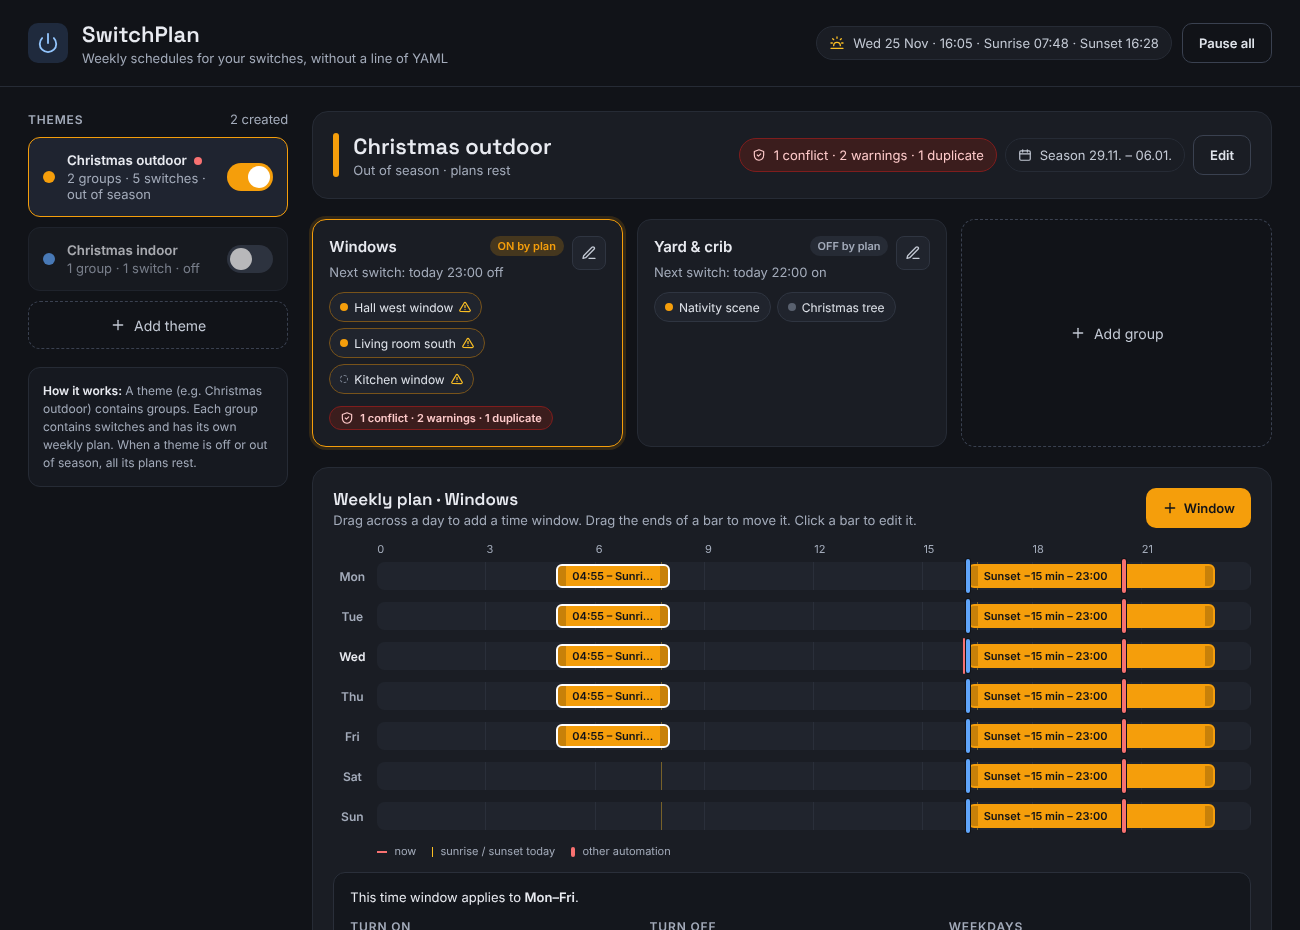 SwitchPlan
Weekly schedules for your switches, without a line of YAML
Wed 25 Nov · 16:05 · Sunrise 07:48 · Sunset 16:28
Pause all
THEMES
2 created
Christmas outdoor
2 groups · 5 switches ·
out of season
Christmas indoor
1 group · 1 switch · off
Add theme
How it works: A theme (e.g. Christmas
outdoor) contains groups. Each group
contains switches and has its own
weekly plan. When a theme is off or out
of season, all its plans rest.
Christmas outdoor
Out of season · plans rest
1 conflict · 2 warnings · 1 duplicate
Season 29.11. – 06.01.
Edit
Windows
ON by plan
Next switch: today 23:00 off
Hall west window
Living room south
Kitchen window
1 conflict · 2 warnings · 1 duplicate
Yard & crib
OFF by plan
Next switch: today 22:00 on
Nativity scene
Christmas tree
Add group
Weekly plan · Windows
Drag across a day to add a time window. Drag the ends of a bar to move it. Click a bar to edit it.
Window
0 3 6 9 12 15 18 21
Mon 04:55 – Sunri... Sunset −15 min – 23:00
Tue 04:55 – Sunri... Sunset −15 min – 23:00
Wed 04:55 – Sunri... Sunset −15 min – 23:00
Thu 04:55 – Sunri... Sunset −15 min – 23:00
Fri 04:55 – Sunri... Sunset −15 min – 23:00
Sat Sunset −15 min – 23:00
Sun Sunset −15 min – 23:00
now sunrise / sunset today other automation
This time window applies to Mon–Fri.
TURN ON TURN OFF WEEKDAYS